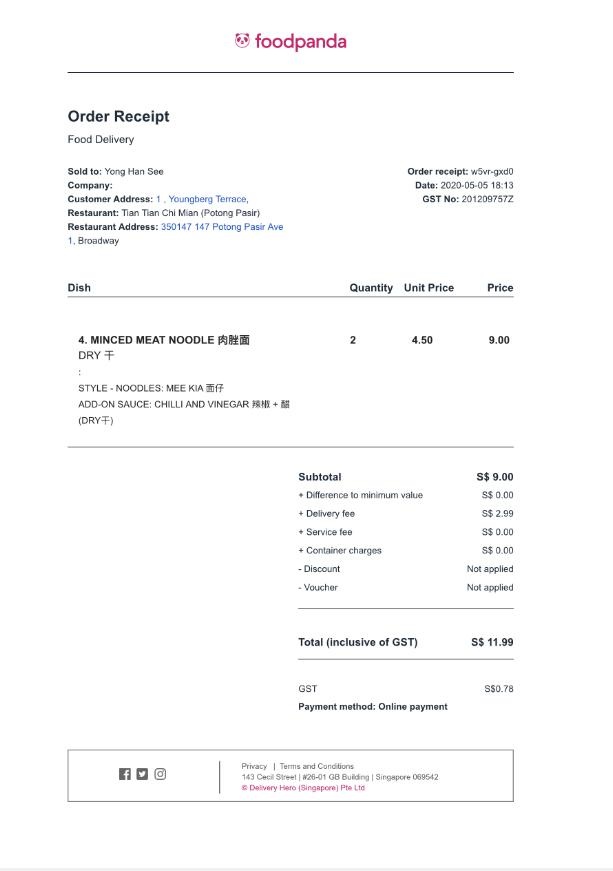 foodpanda
Order Receipt
Food Delivery
Sold to: Yong Han See
Company:
Customer Address: 1 , Youngberg Terrace,
Restaurant: Tian Tian Chi Mian (Potong Pasir)
Restaurant Address: 350147 147 Potong Pasir Ave
1, Broadway
Order receipt: w5vr-gxd0
Date: 2020-05-05 18:13
GST No: 201209757Z
Dish Quantity Unit Price Price
4. MINCED MEAT NOODLE 肉脞面 2 4.50 9.00
DRY 干
:
STYLE - NOODLES: MEE KIA 面仔
ADD-ON SAUCE: CHILLI AND VINEGAR 辣椒 + 醋
(DRY干)
Subtotal S$ 9.00
+ Difference to minimum value S$ 0.00
+ Delivery fee S$ 2.99
+ Service fee S$ 0.00
+ Container charges S$ 0.00
- Discount Not applied
- Voucher Not applied
Total (inclusive of GST) S$ 11.99
GST S$0.78
Payment method: Online payment
Privacy | Terms and Conditions
143 Cecil Street | #26-01 GB Building | Singapore 069542
© Delivery Hero (Singapore) Pte Ltd